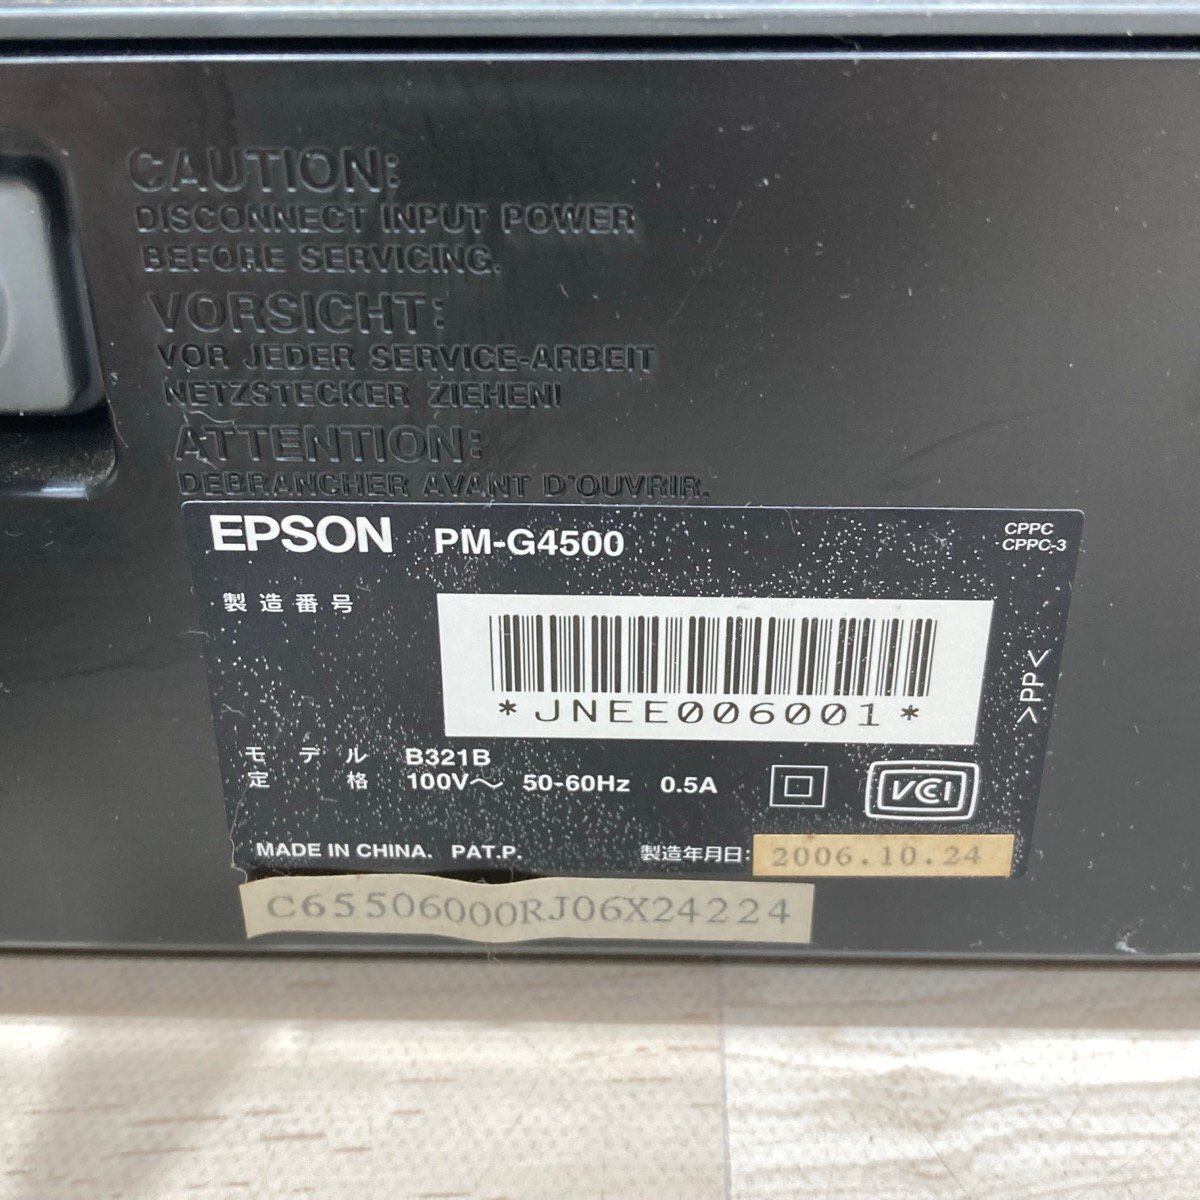 CAUTION:
DISCONNECT INPUT POWER
BEFORE SERVICING.
VORSICHT:
VOR JEDER SERVICE-ARBEIT
NETZSTECKER ZIEHEN!
ATTENTION:
DEBRANCHER AVANT D'OUVRIR.
EPSON PM-G4500
CPPC
CPPC-3
製造番号
*JNEE006001*
>PP<
モデル B321B
定格 100V～ 50-60Hz 0.5A
VCCI
MADE IN CHINA. PAT.P. 製造年月日: 2006.10.24
C65506000RJ06X24224